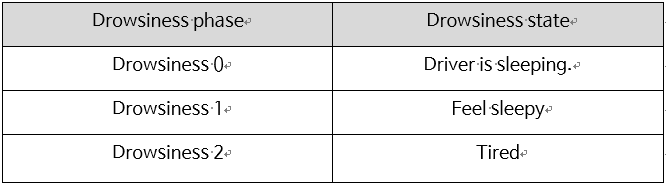 Drowsiness phase Drowsiness state
Drowsiness 0 Driver is sleeping.
Drowsiness 1 Feel sleepy
Drowsiness 2 Tired